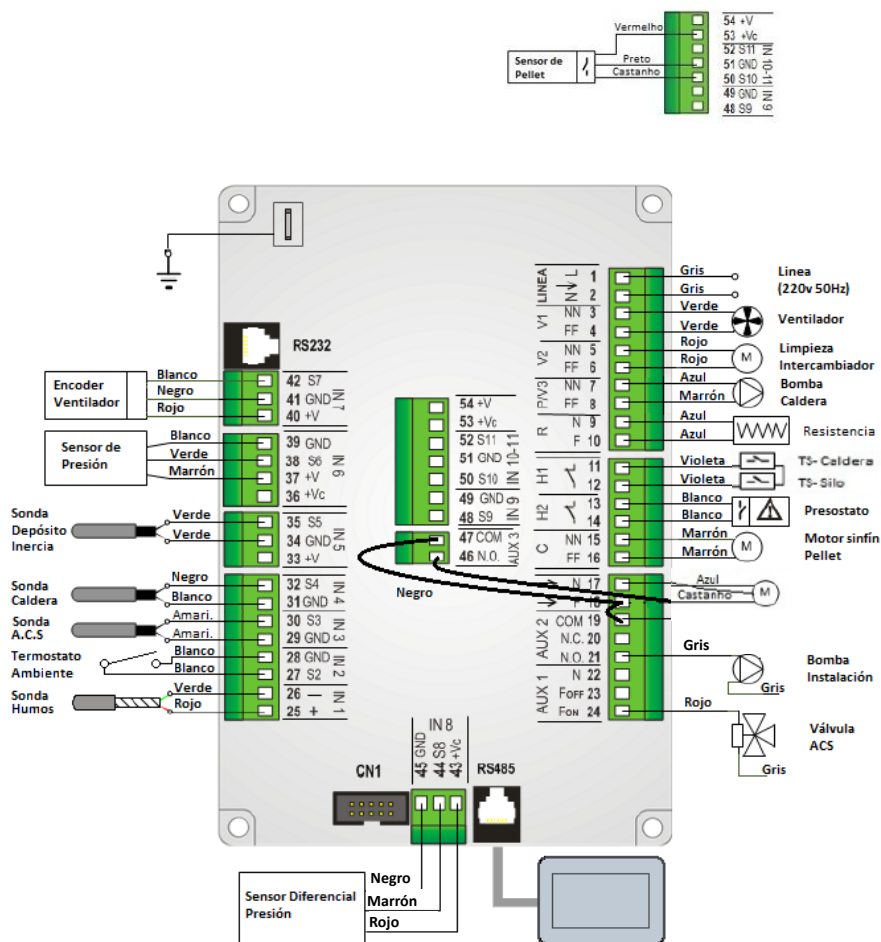 Vermelho
Sensor de
Pellet
Preto
Castanho
54 +V
53 +Vc
52 S11
51 GND
50 S10
IN 10-11
49 GND
48 S9
IN 9
RS232
Encoder
Ventilador
Blanco
Negro
Rojo
42 S7
41 GND
40 +V
IN 7
Sensor de
Presión
Blanco
Verde
Marrón
39 GND
38 S6
37 +V
36 +Vc
IN 6
Sonda
Depósito
Inercia
Verde
Verde
35 S5
34 GND
33 +V
IN 5
Sonda
Caldera
Negro
Blanco
32 S4
31 GND
IN 4
Sonda
A.C.S
Amari.
Amari.
30 S3
29 GND
IN 3
Termostato
Ambiente
Blanco
Blanco
28 GND
27 S2
IN 2
Sonda
Humos
Verde
Rojo
26 —
25 +
IN 1
54 +V
53 +Vc
52 S11
51 GND
50 S10
IN 10-11
49 GND
48 S9
IN 9
47 COM
46 N.O.
AUX 3
Negro
LINEA
L 1
N 2
Gris
Gris
Linea
(220v 50Hz)
V1
NN 3
FF 4
Verde
Verde
Ventilador
V2
NN 5
FF 6
Rojo
Rojo
M
Limpieza
Intercambiador
P/V3
NN 7
FF 8
Azul
Marrón
Bomba
Caldera
R
N 9
F 10
Azul
Azul
Resistencia
H1
11
12
Violeta
Violeta
TS-Caldera
TS-Silo
H2
13
14
Blanco
Blanco
Presostato
C
NN 15
FF 16
Marrón
Marrón
M
Motor sinfín
Pellet
N 17
F 18
Azul
Castanho
M
AUX 2
COM 19
N.C. 20
N.O. 21
Gris
Gris
Bomba
Instalación
AUX 1
N 22
FOFF 23
FON 24
Rojo
Gris
Válvula
ACS
IN 8
45 GND
44 S8
43 +Vc
CN1
RS485
Sensor Diferencial
Presión
Negro
Marrón
Rojo